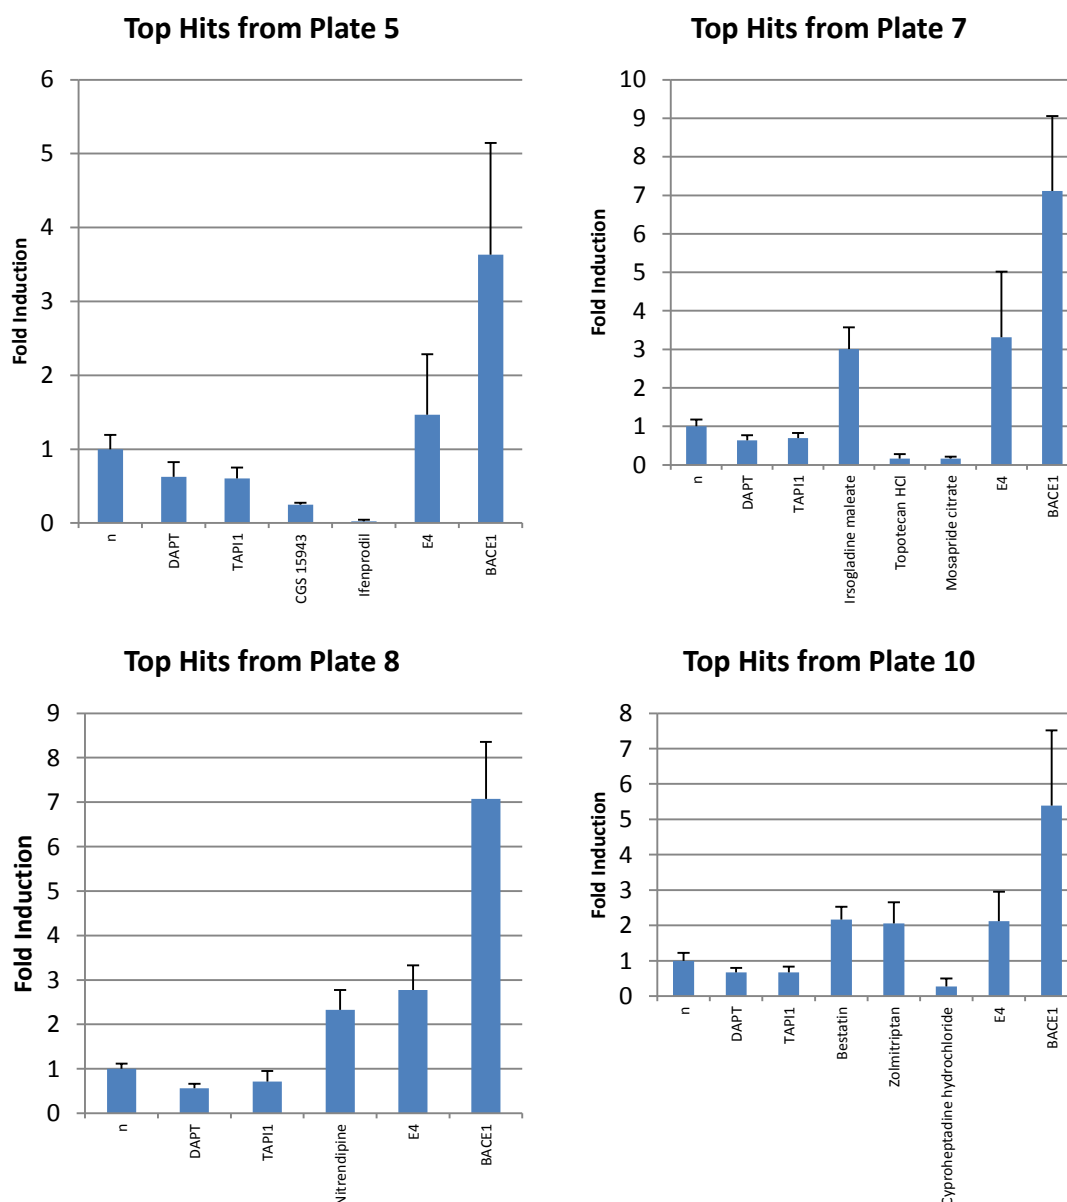 Top Hits from Plate 5
Fold Induction
6
5
4
3
2
1
0
n
DAPT
TAPI1
CGS 15943
Ifenprodil
E4
BACE1
Top Hits from Plate 7
Fold Induction
10
9
8
7
6
5
4
3
2
1
0
n
DAPT
TAPI1
Irsogladine maleate
Topotecan HCl
Mosapride citrate
E4
BACE1
Top Hits from Plate 8
Fold Induction
9
8
7
6
5
4
3
2
1
0
n
DAPT
TAPI1
Nitrendipine
E4
BACE1
Top Hits from Plate 10
Fold Induction
8
7
6
5
4
3
2
1
0
n
DAPT
TAPI1
Bestatin
Zolmitriptan
Cyproheptadine hydrochloride
E4
BACE1